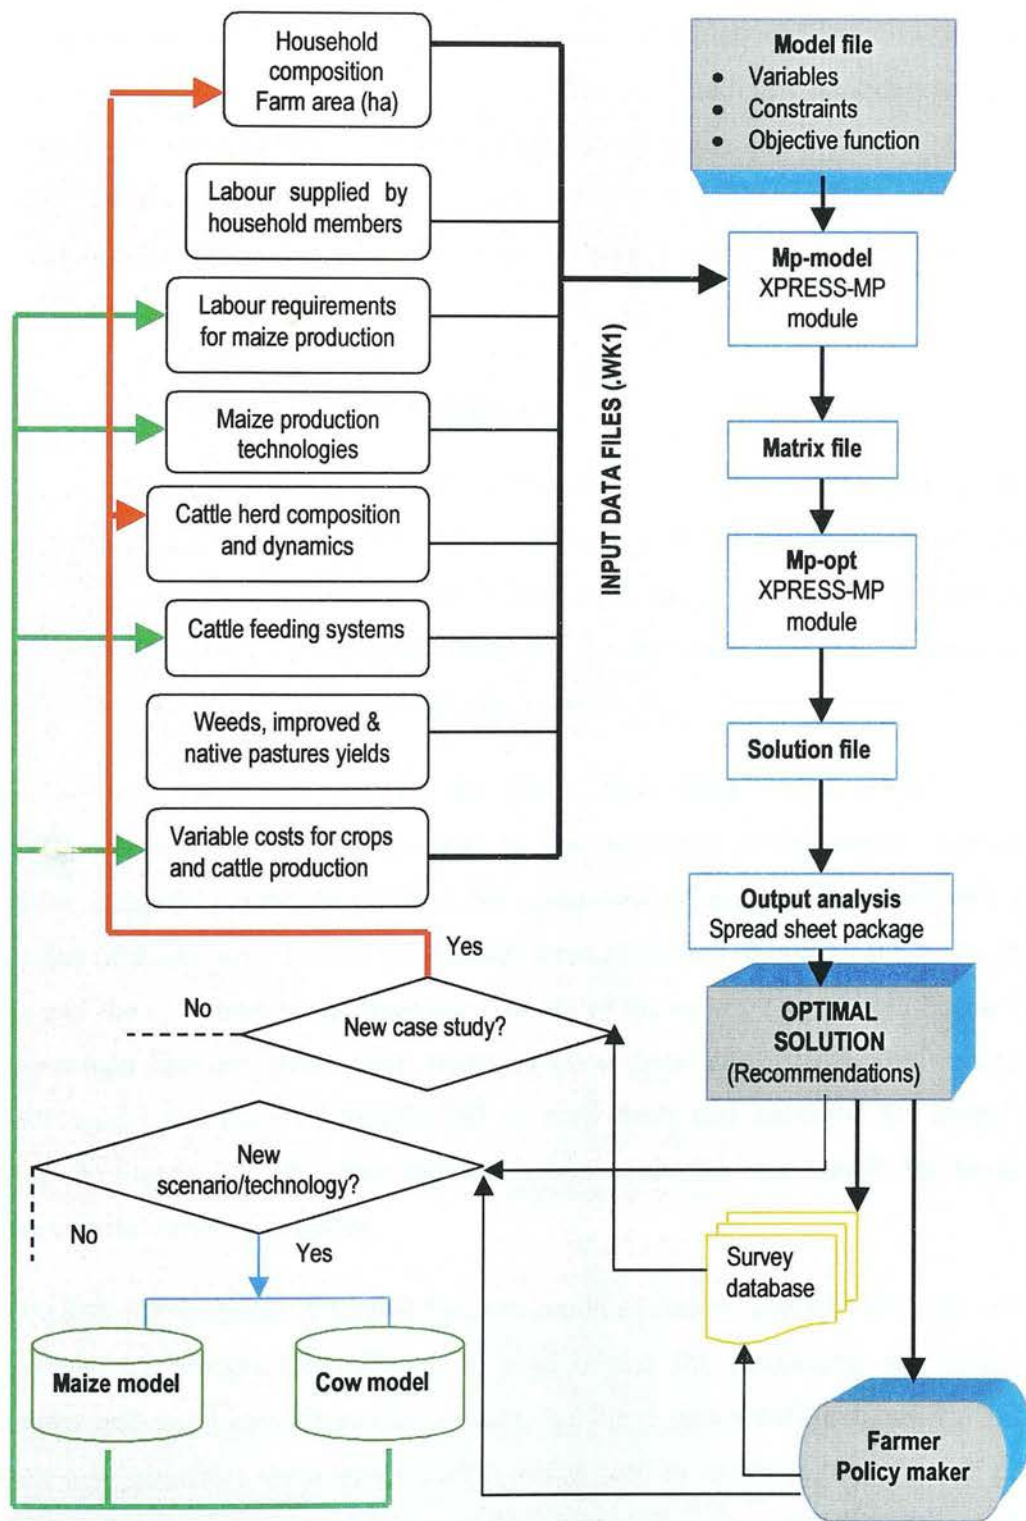 Household
composition
Farm area (ha)
Labour supplied by
household members
Labour requirements
for maize production
Maize production
technologies
Cattle herd composition
and dynamics
Cattle feeding systems
Weeds, improved &
native pastures yields
Variable costs for crops
and cattle production
INPUT DATA FILES (.WK1)
Model file
• Variables
• Constraints
• Objective function
Mp-model
XPRESS-MP
module
Matrix file
Mp-opt
XPRESS-MP
module
Solution file
Output analysis
Spread sheet package
OPTIMAL
SOLUTION
(Recommendations)
Yes
No
New case study?
New
scenario/technology?
No
Yes
Survey
database
Maize model
Cow model
Farmer
Policy maker